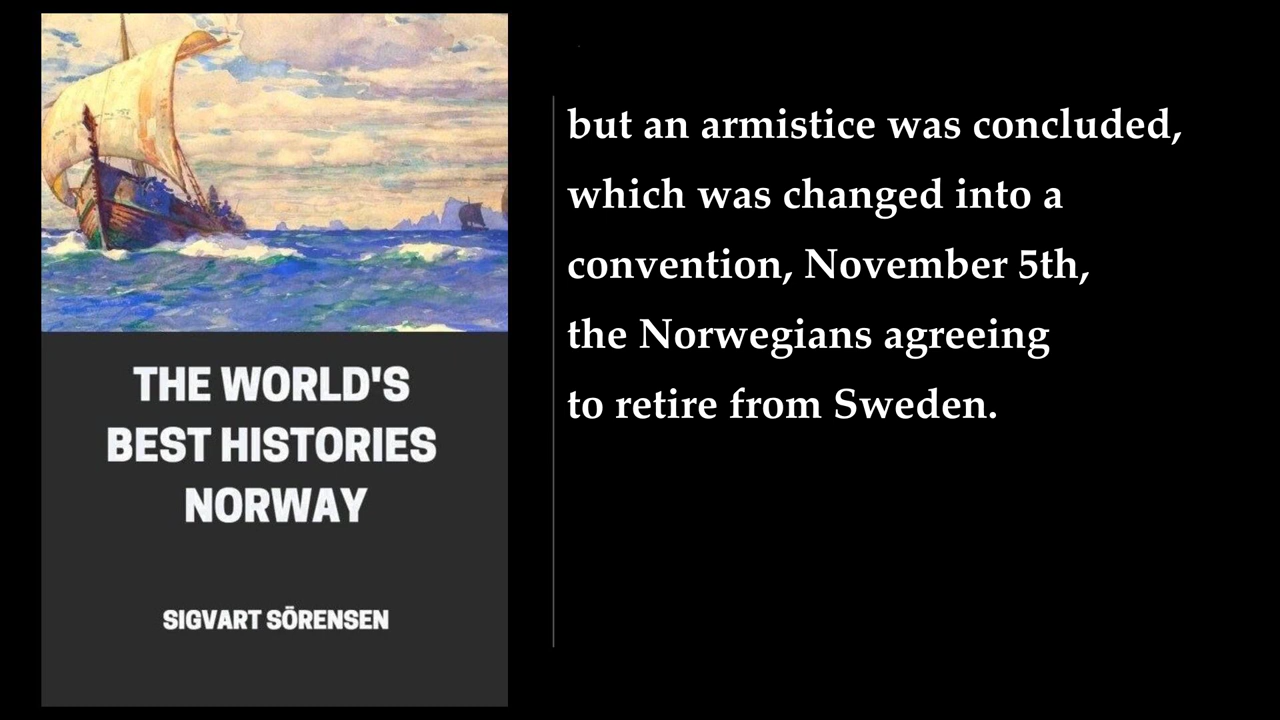 THE WORLD'S
BEST HISTORIES
NORWAY
SIGVART SÖRENSEN
but an armistice was concluded,
which was changed into a
convention, November 5th,
the Norwegians agreeing
to retire from Sweden.